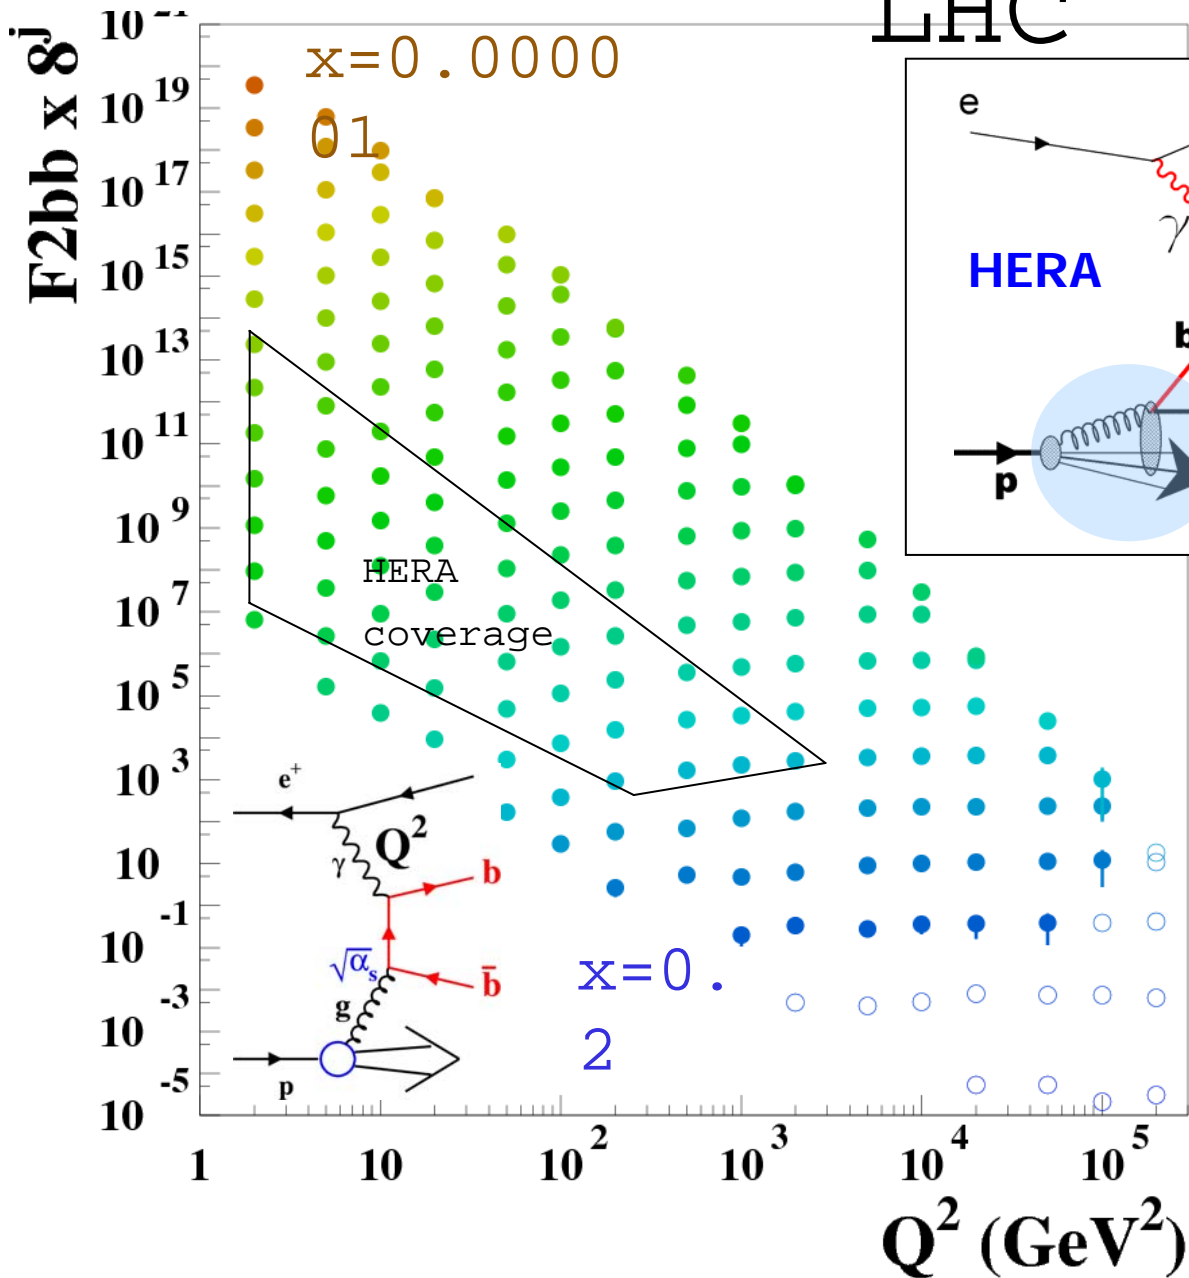 LHC
x=0.0000
01
F2bb x 8^j
10^21
10^19
10^17
10^15
10^13
10^11
10^9
10^7
10^5
10^3
10
10^-1
10^-3
10^-5
e
γ
HERA
b
p
HERA
coverage
e+
Q²
γ
b
√αs
b̄
g
p
x=0.
2
1 10 10² 10³ 10⁴ 10⁵
Q² (GeV²)